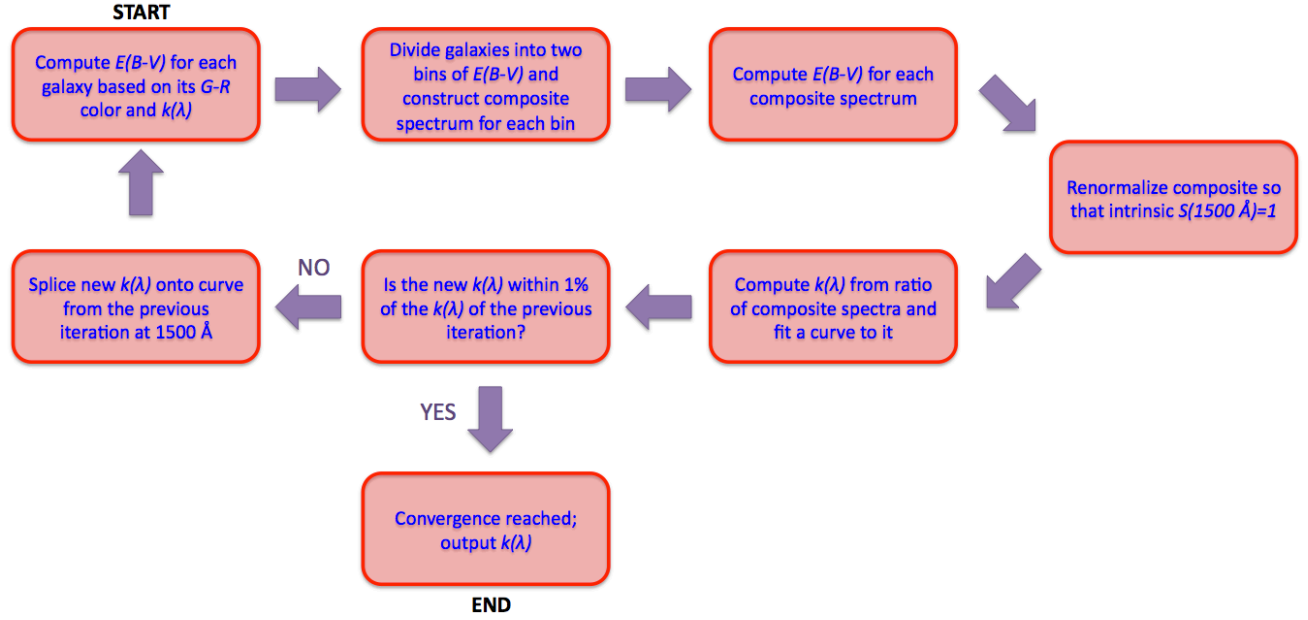 START
Compute E(B-V) for each
galaxy based on its G-R
color and k(λ)
Divide galaxies into two
bins of E(B-V) and
construct composite
spectrum for each bin
Compute E(B-V) for each
composite spectrum
Renormalize composite so
that intrinsic S(1500 Å)=1
Compute k(λ) from ratio
of composite spectra and
fit a curve to it
Is the new k(λ) within 1%
of the k(λ) of the previous
iteration?
NO
Splice new k(λ) onto curve
from the previous
iteration at 1500 Å
YES
Convergence reached;
output k(λ)
END